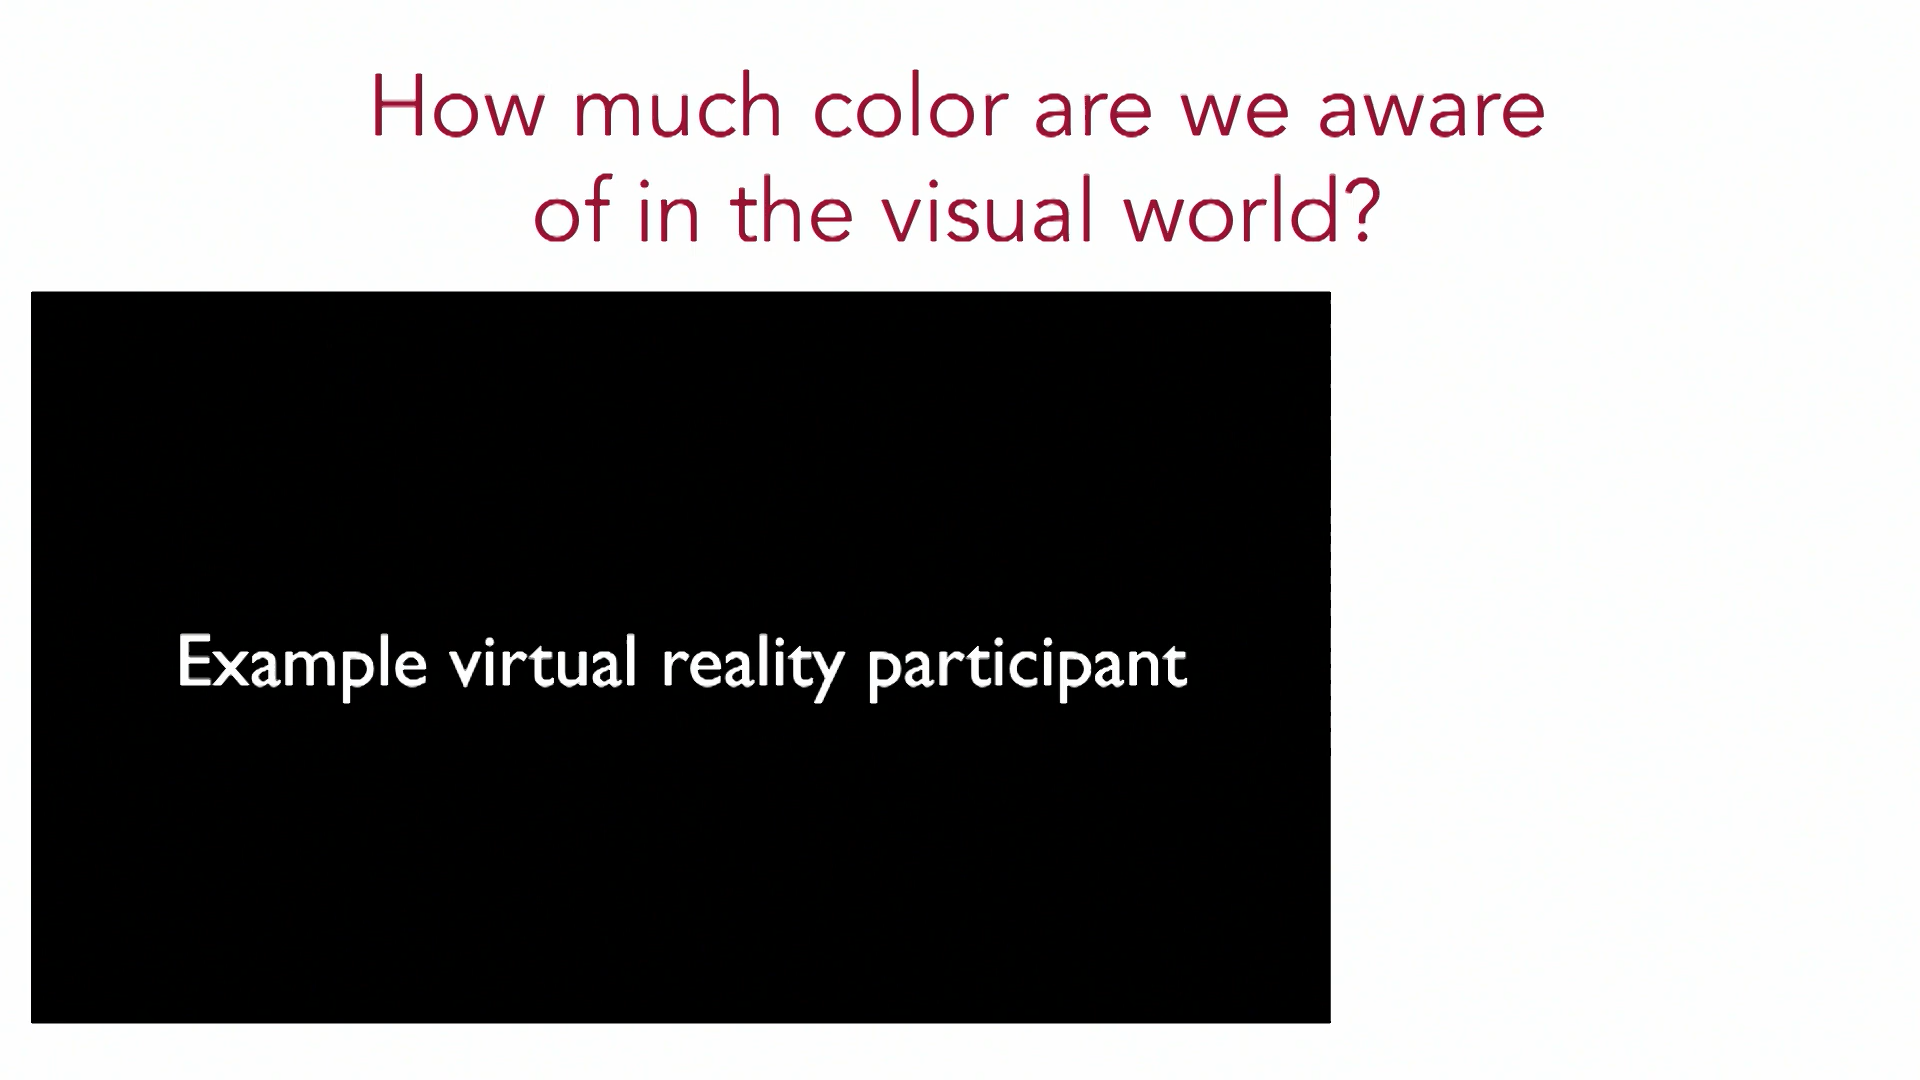 How much color are we aware
of in the visual world?
Example virtual reality participant